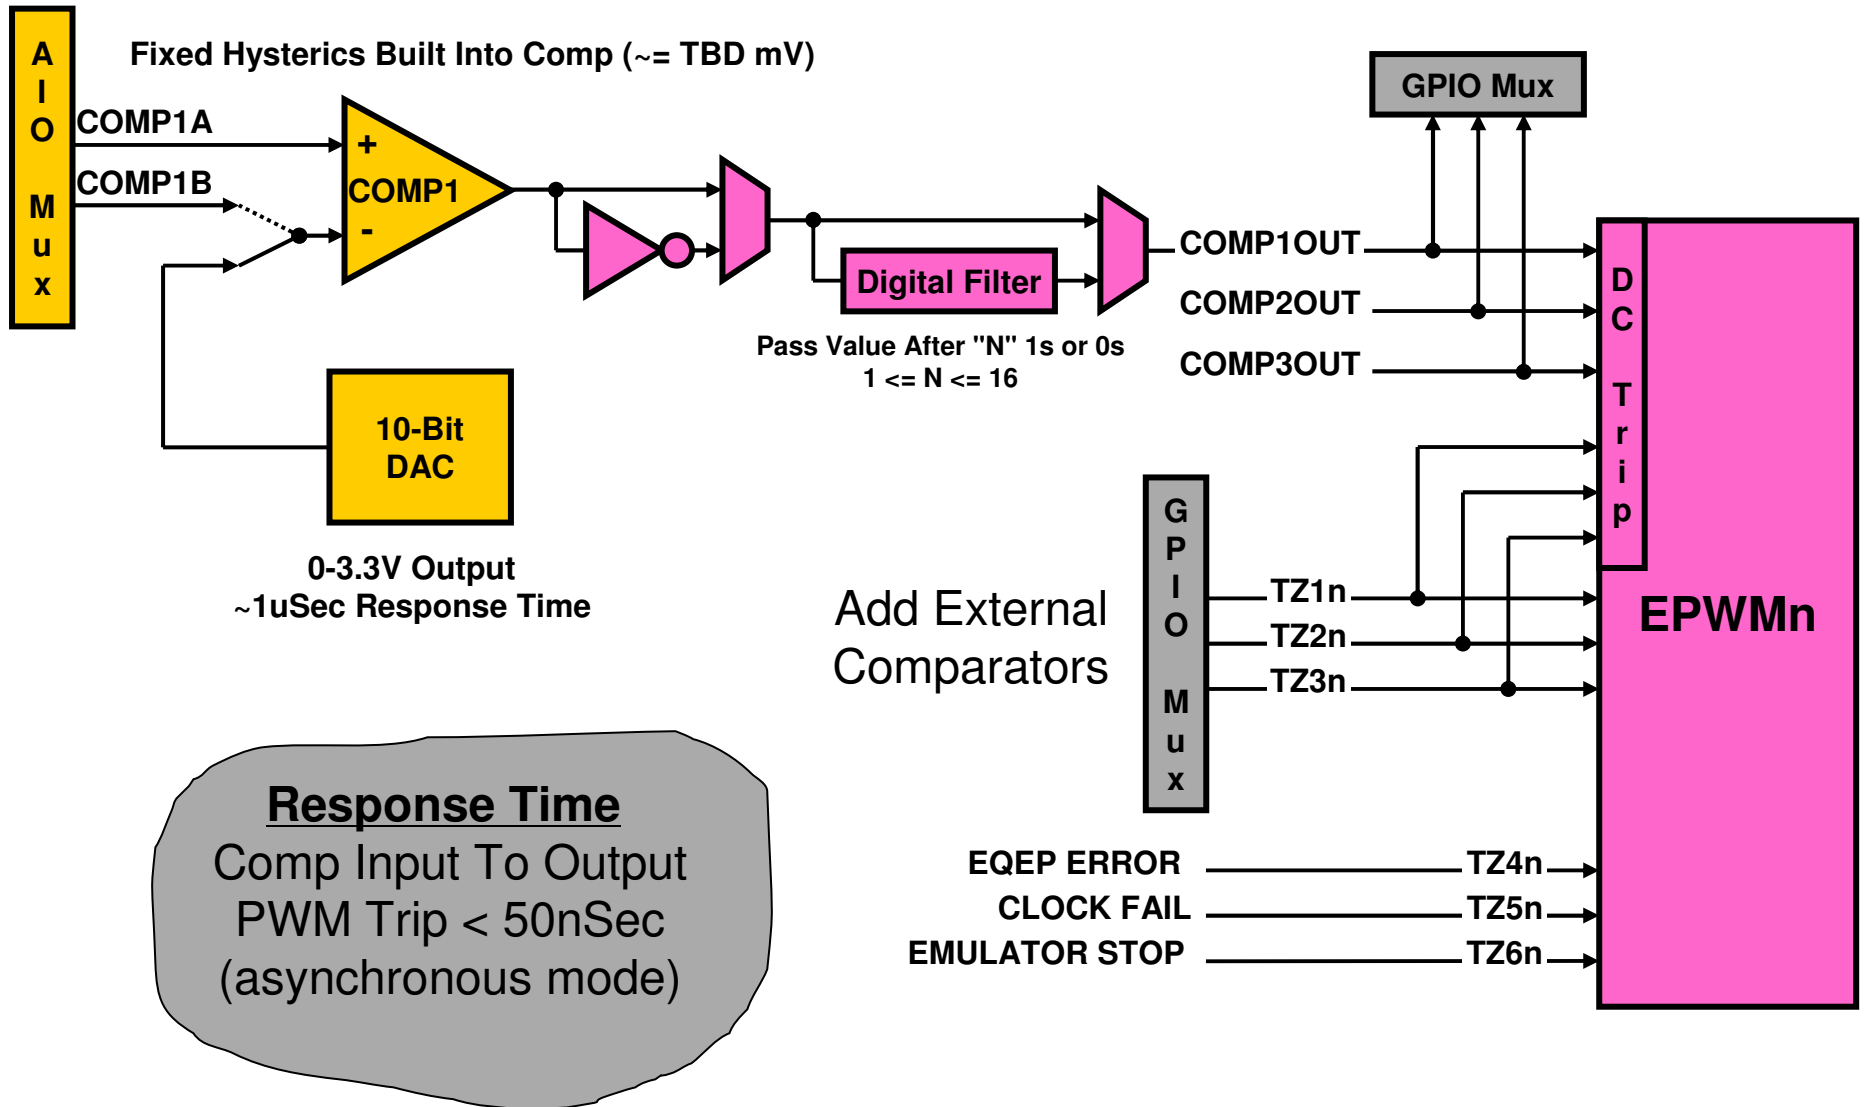 AIO Mux
Fixed Hysterics Built Into Comp (~= TBD mV)
COMP1A
COMP1B
+
COMP1
-
10-Bit
DAC
0-3.3V Output
~1uSec Response Time
Digital Filter
Pass Value After "N" 1s or 0s
1 <= N <= 16
GPIO Mux
COMP1OUT
COMP2OUT
COMP3OUT
DC Trip
EPWMn
Add External
Comparators
GPIO Mux
TZ1n
TZ2n
TZ3n
EQEP ERROR TZ4n
CLOCK FAIL TZ5n
EMULATOR STOP TZ6n
Response Time
Comp Input To Output
PWM Trip < 50nSec
(asynchronous mode)